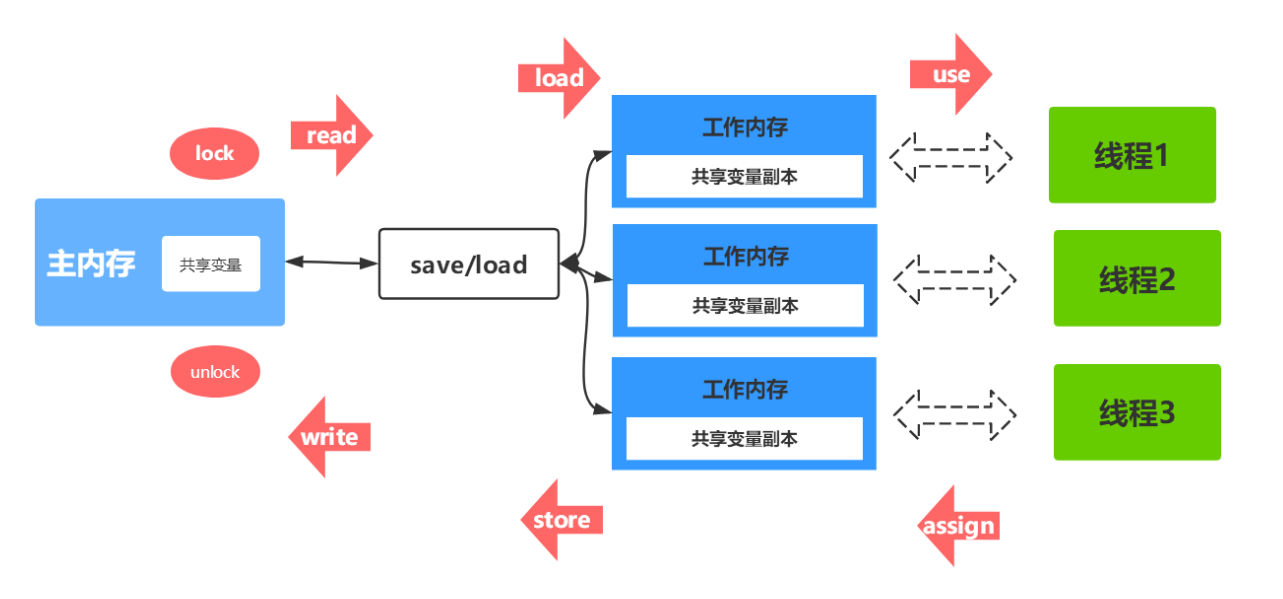 load
use
read
lock
工作内存
共享变量副本
线程1
主内存
共享变量
save/load
工作内存
共享变量副本
线程2
unlock
工作内存
共享变量副本
线程3
write
store
assign